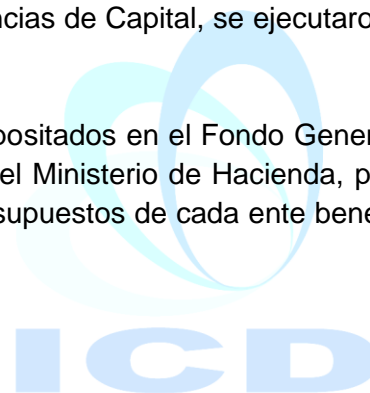 ncias de Capital, se ejecutaro
positados en el Fondo Gener
el Ministerio de Hacienda, p
supuestos de cada ente bene
ICD